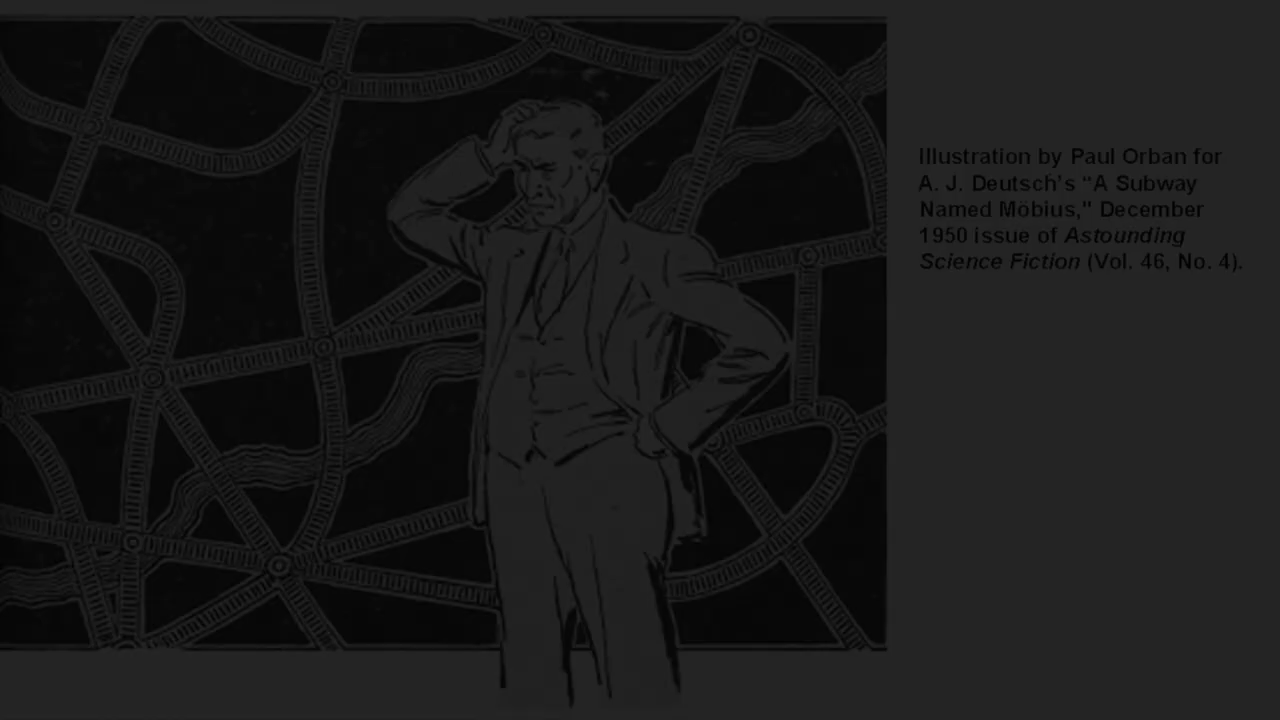 Illustration by Paul Orban for
A. J. Deutsch's “A Subway
Named Möbius," December
1950 issue of Astounding
Science Fiction (Vol. 46, No. 4).